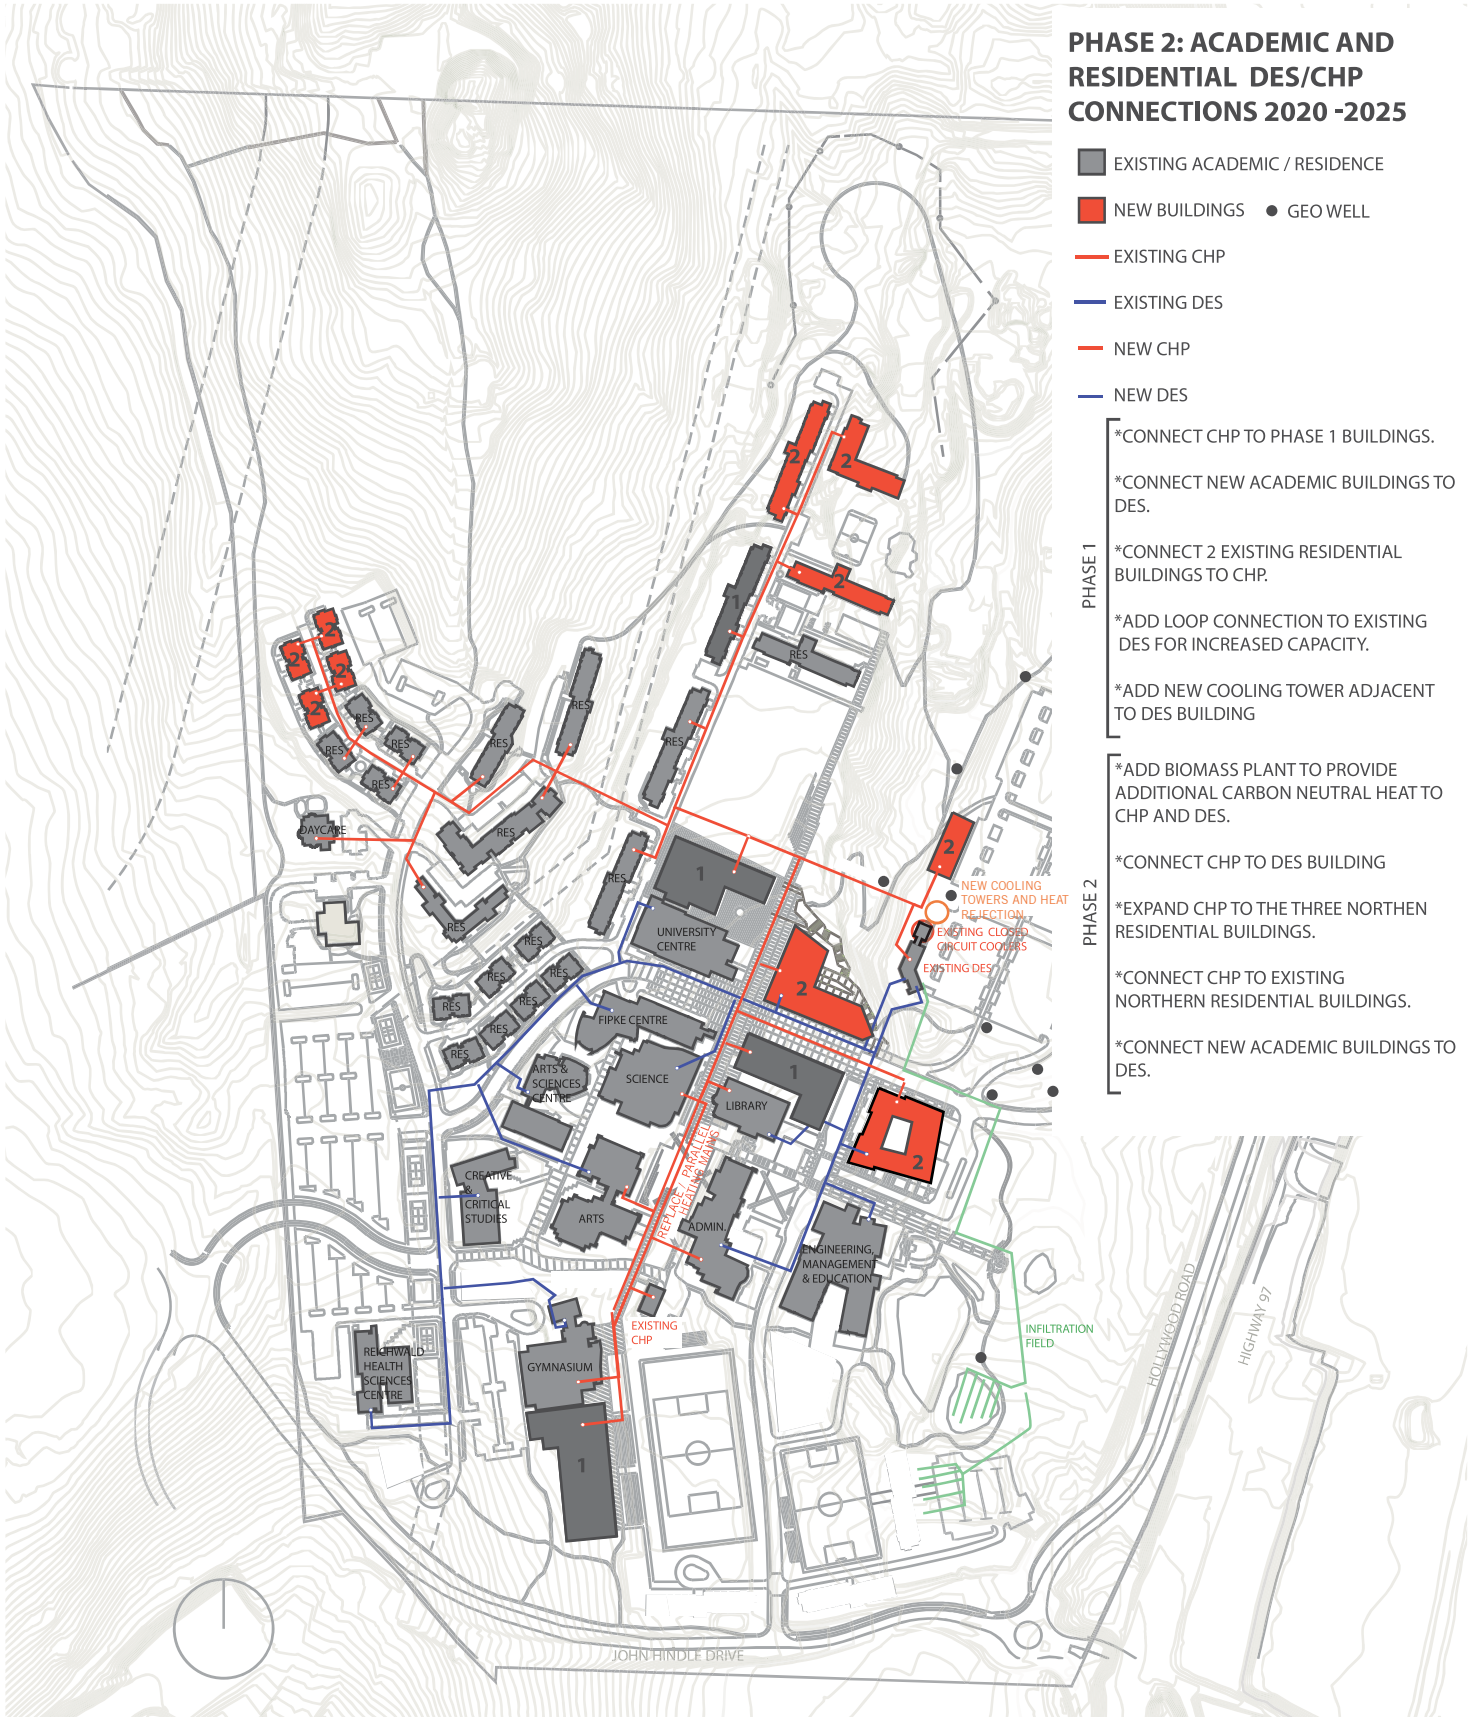 PHASE 2: ACADEMIC AND
RESIDENTIAL DES/CHP
CONNECTIONS 2020 -2025
EXISTING ACADEMIC / RESIDENCE
NEW BUILDINGS
GEO WELL
EXISTING CHP
EXISTING DES
NEW CHP
NEW DES
PHASE 1
*CONNECT CHP TO PHASE 1 BUILDINGS.
*CONNECT NEW ACADEMIC BUILDINGS TO
DES.
*CONNECT 2 EXISTING RESIDENTIAL
BUILDINGS TO CHP.
*ADD LOOP CONNECTION TO EXISTING
DES FOR INCREASED CAPACITY.
*ADD NEW COOLING TOWER ADJACENT
TO DES BUILDING
PHASE 2
*ADD BIOMASS PLANT TO PROVIDE
ADDITIONAL CARBON NEUTRAL HEAT TO
CHP AND DES.
*CONNECT CHP TO DES BUILDING
*EXPAND CHP TO THE THREE NORTHEN
RESIDENTIAL BUILDINGS.
*CONNECT CHP TO EXISTING
NORTHERN RESIDENTIAL BUILDINGS.
*CONNECT NEW ACADEMIC BUILDINGS TO
DES.
2
2
2
1
RES
2
2
2
2
RES
RES
RES
RES
RES
RES
RES
DAYCARE
RES
RES
RES
1
2
NEW COOLING
TOWERS AND HEAT
REJECTION
EXISTING CLOSED
CIRCUIT COOLERS
EXISTING DES
UNIVERSITY
CENTRE
2
RES
RES
RES
RES
RES
RES
RES
FIPKE CENTRE
ARTS &
SCIENCES
CENTRE
SCIENCE
1
LIBRARY
2
REPLACE / PARALLEL
HEATING MAINS
CREATIVE
&
CRITICAL
STUDIES
ARTS
ADMIN.
ENGINEERING,
MANAGEMENT
& EDUCATION
EXISTING
CHP
INFILTRATION
FIELD
REICHWALD
HEALTH
SCIENCES
CENTRE
GYMNASIUM
1
HOLLYWOOD ROAD
HIGHWAY 97
JOHN HINDLE DRIVE